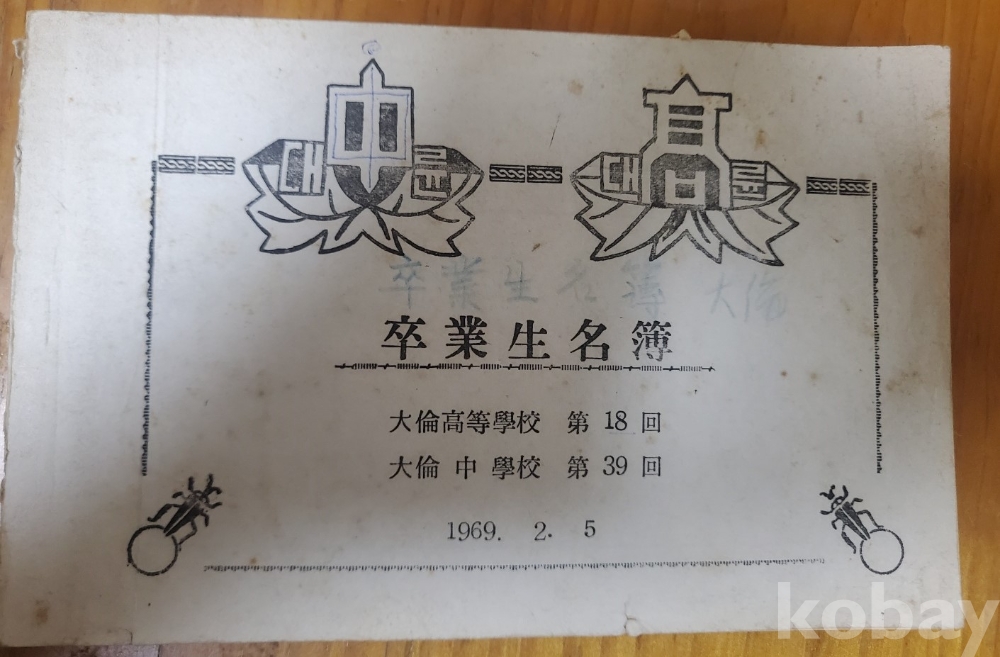 中 高
대 륜 대 륜
卒業生名簿 大倫
卒業生名簿
大倫高等學校 第 18 回
大倫 中 學校 第 39 回
1969. 2. 5
kobay